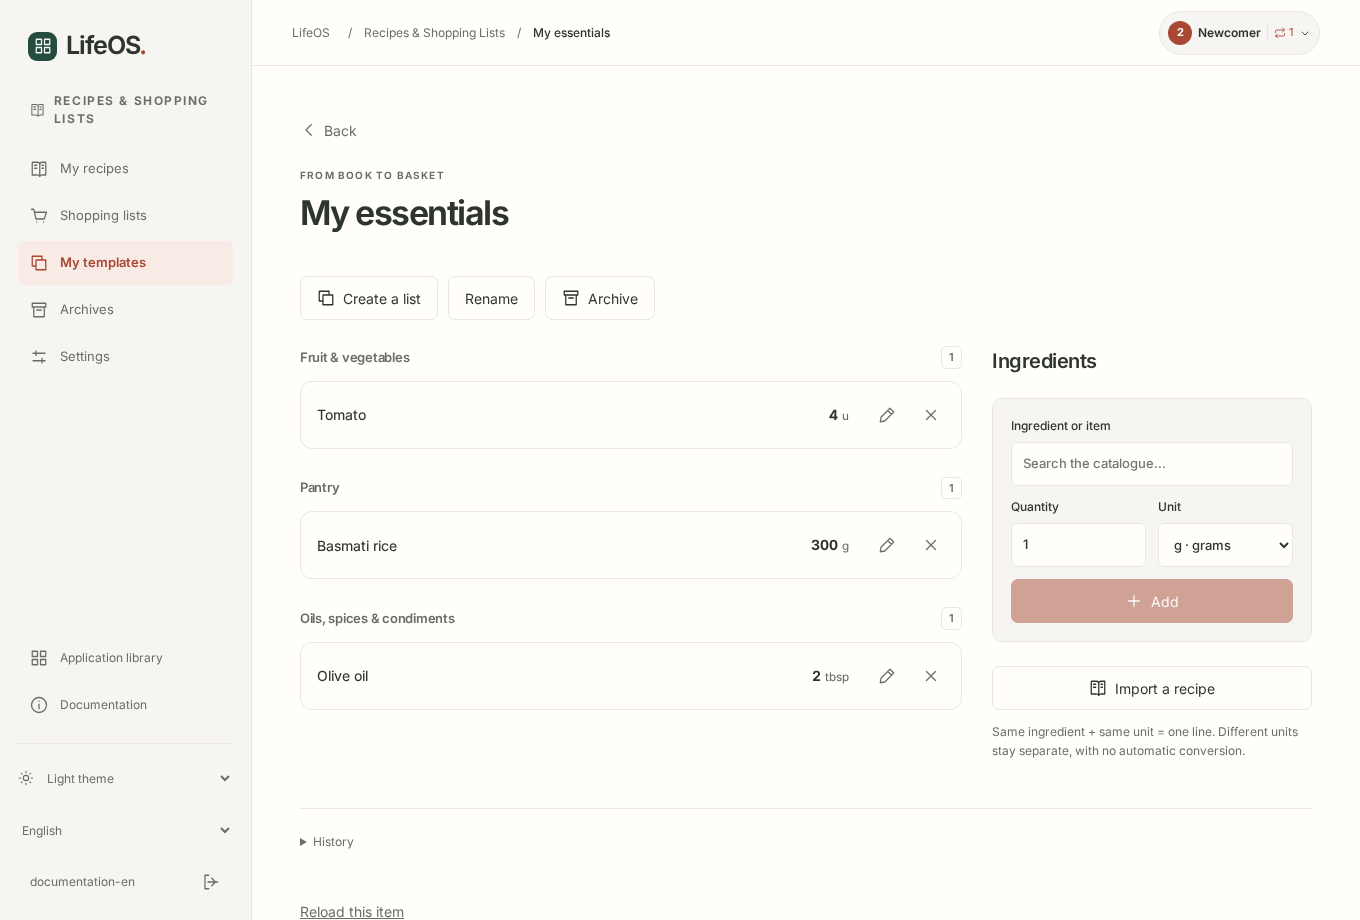 LifeOS.
RECIPES & SHOPPING
LISTS
My recipes
Shopping lists
My templates
Archives
Settings
Application library
Documentation
Light theme
English
documentation-en
LifeOS / Recipes & Shopping Lists / My essentials
2 Newcomer 1
Back
FROM BOOK TO BASKET
My essentials
Create a list
Rename
Archive
Fruit & vegetables 1
Tomato 4 u
Pantry 1
Basmati rice 300 g
Oils, spices & condiments 1
Olive oil 2 tbsp
Ingredients
Ingredient or item
Search the catalogue...
Quantity Unit
1 g · grams
Add
Import a recipe
Same ingredient + same unit = one line. Different units
stay separate, with no automatic conversion.
History
Reload this item